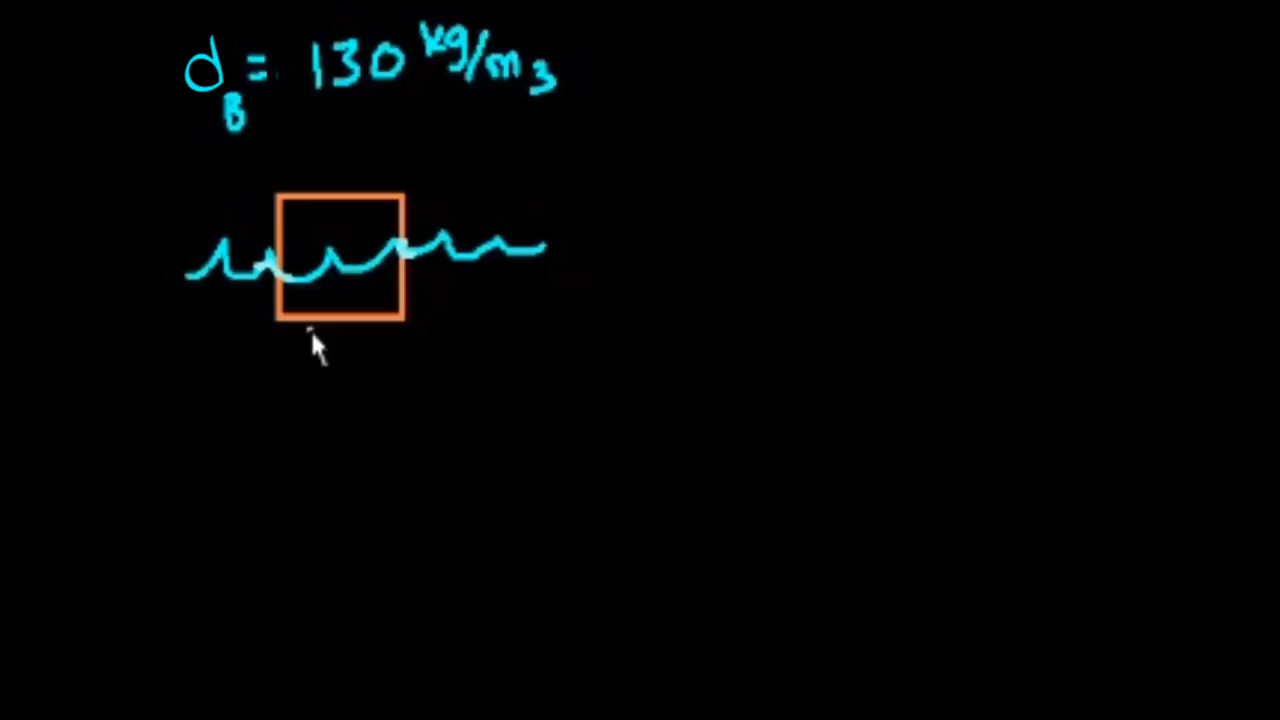 d_B = 130 kg/m3